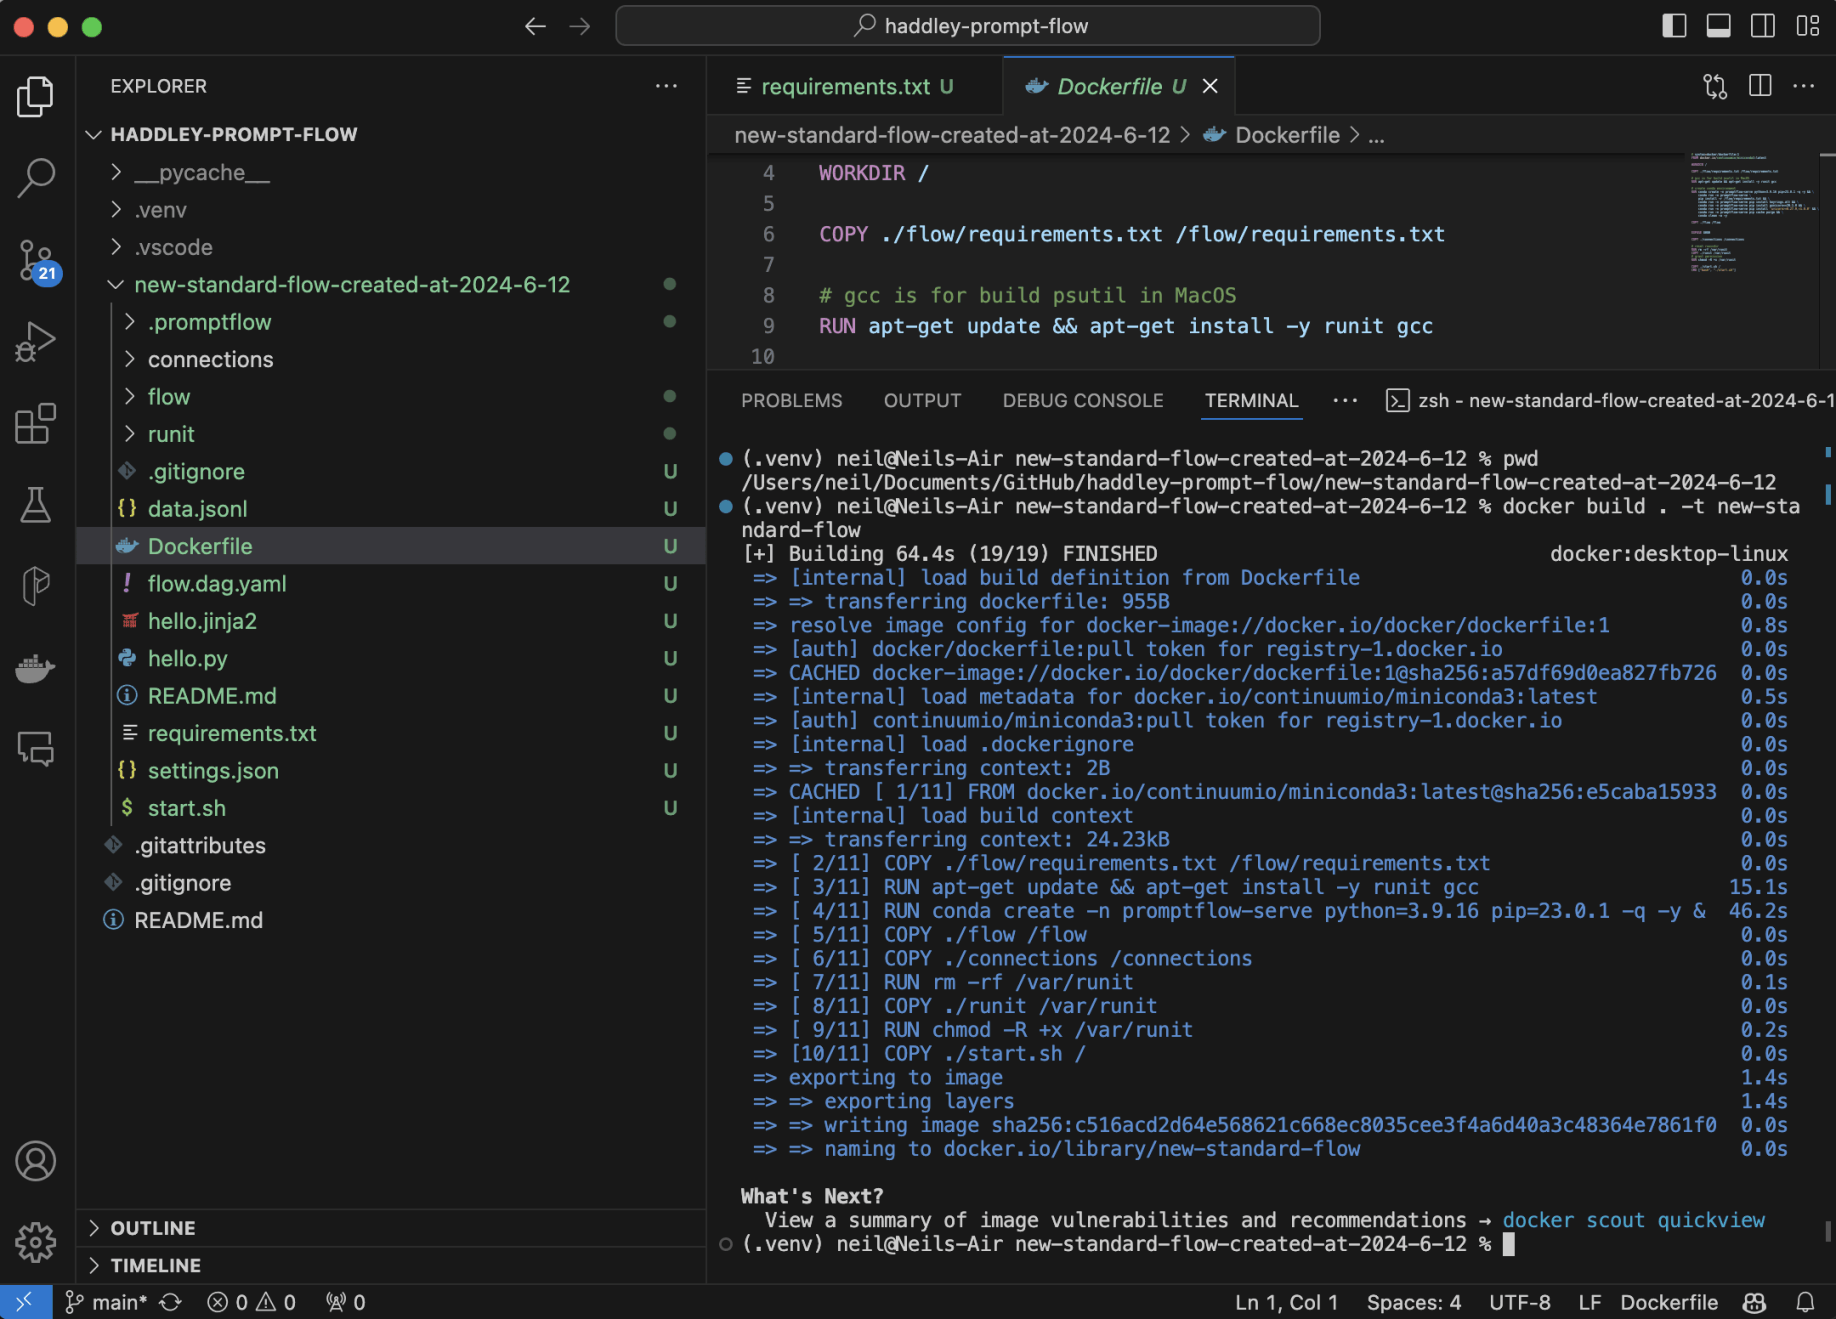 haddley-prompt-flow
EXPLORER
HADDLEY-PROMPT-FLOW
__pycache__
.venv
.vscode
new-standard-flow-created-at-2024-6-12
.promptflow
connections
flow
runit
.gitignore U
data.jsonl U
Dockerfile U
flow.dag.yaml U
hello.jinja2 U
hello.py U
README.md U
requirements.txt U
settings.json U
start.sh U
.gitattributes
.gitignore
README.md
21
OUTLINE
TIMELINE
requirements.txt U
Dockerfile U
new-standard-flow-created-at-2024-6-12 > Dockerfile > ...
4 WORKDIR /
5
6 COPY ./flow/requirements.txt /flow/requirements.txt
7
8 # gcc is for build psutil in MacOS
9 RUN apt-get update && apt-get install -y runit gcc
10
PROBLEMS OUTPUT DEBUG CONSOLE TERMINAL ... zsh - new-standard-flow-created-at-2024-6-1
(.venv) neil@Neils-Air new-standard-flow-created-at-2024-6-12 % pwd
/Users/neil/Documents/GitHub/haddley-prompt-flow/new-standard-flow-created-at-2024-6-12
(.venv) neil@Neils-Air new-standard-flow-created-at-2024-6-12 % docker build . -t new-sta
ndard-flow
[+] Building 64.4s (19/19) FINISHED docker:desktop-linux
=> [internal] load build definition from Dockerfile 0.0s
=> => transferring dockerfile: 955B 0.0s
=> resolve image config for docker-image://docker.io/docker/dockerfile:1 0.8s
=> [auth] docker/dockerfile:pull token for registry-1.docker.io 0.0s
=> CACHED docker-image://docker.io/docker/dockerfile:1@sha256:a57df69d0ea827fb726 0.0s
=> [internal] load metadata for docker.io/continuumio/miniconda3:latest 0.5s
=> [auth] continuumio/miniconda3:pull token for registry-1.docker.io 0.0s
=> [internal] load .dockerignore 0.0s
=> => transferring context: 2B 0.0s
=> CACHED [ 1/11] FROM docker.io/continuumio/miniconda3:latest@sha256:e5caba15933 0.0s
=> [internal] load build context 0.0s
=> => transferring context: 24.23kB 0.0s
=> [ 2/11] COPY ./flow/requirements.txt /flow/requirements.txt 0.0s
=> [ 3/11] RUN apt-get update && apt-get install -y runit gcc 15.1s
=> [ 4/11] RUN conda create -n promptflow-serve python=3.9.16 pip=23.0.1 -q -y & 46.2s
=> [ 5/11] COPY ./flow /flow 0.0s
=> [ 6/11] COPY ./connections /connections 0.0s
=> [ 7/11] RUN rm -rf /var/runit 0.1s
=> [ 8/11] COPY ./runit /var/runit 0.0s
=> [ 9/11] RUN chmod -R +x /var/runit 0.2s
=> [10/11] COPY ./start.sh / 0.0s
=> exporting to image 1.4s
=> => exporting layers 1.4s
=> => writing image sha256:c516acd2d64e568621c668ec8035cee3f4a6d40a3c48364e7861f0 0.0s
=> => naming to docker.io/library/new-standard-flow 0.0s
What's Next?
View a summary of image vulnerabilities and recommendations → docker scout quickview
(.venv) neil@Neils-Air new-standard-flow-created-at-2024-6-12 %
main* 0 0 0 Ln 1, Col 1 Spaces: 4 UTF-8 LF Dockerfile